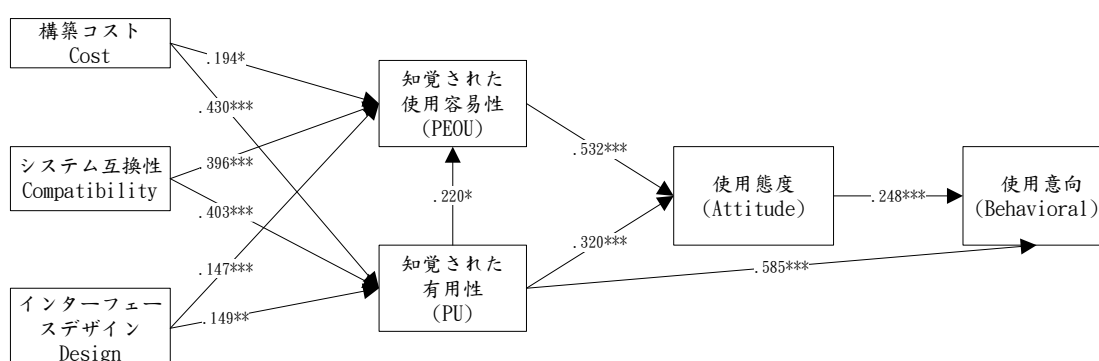 構築コスト
Cost
.194*
.430***
知覚された
使用容易性
(PEOU)
システム互換性
Compatibility
.396***
.403***
.220*
.532***
使用態度
(Attitude)
.248***
使用意向
(Behavioral)
.320***
.585***
.147***
知覚された
有用性
(PU)
インターフェー
スデザイン
Design
.149**